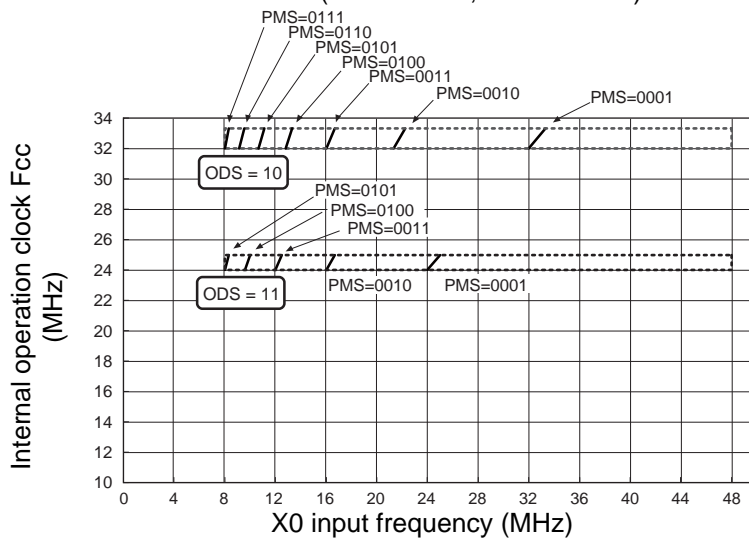 PMS=0111
PMS=0110
PMS=0101
PMS=0100
PMS=0011
PMS=0010
PMS=0001
34
32
30
28
26
24
22
20
18
16
14
12
10
Internal operation clock Fcc
(MHz)
ODS = 10
PMS=0101
PMS=0100
PMS=0011
ODS = 11
PMS=0010
PMS=0001
0 4 8 12 16 20 24 28 32 36 40 44 48
X0 input frequency (MHz)